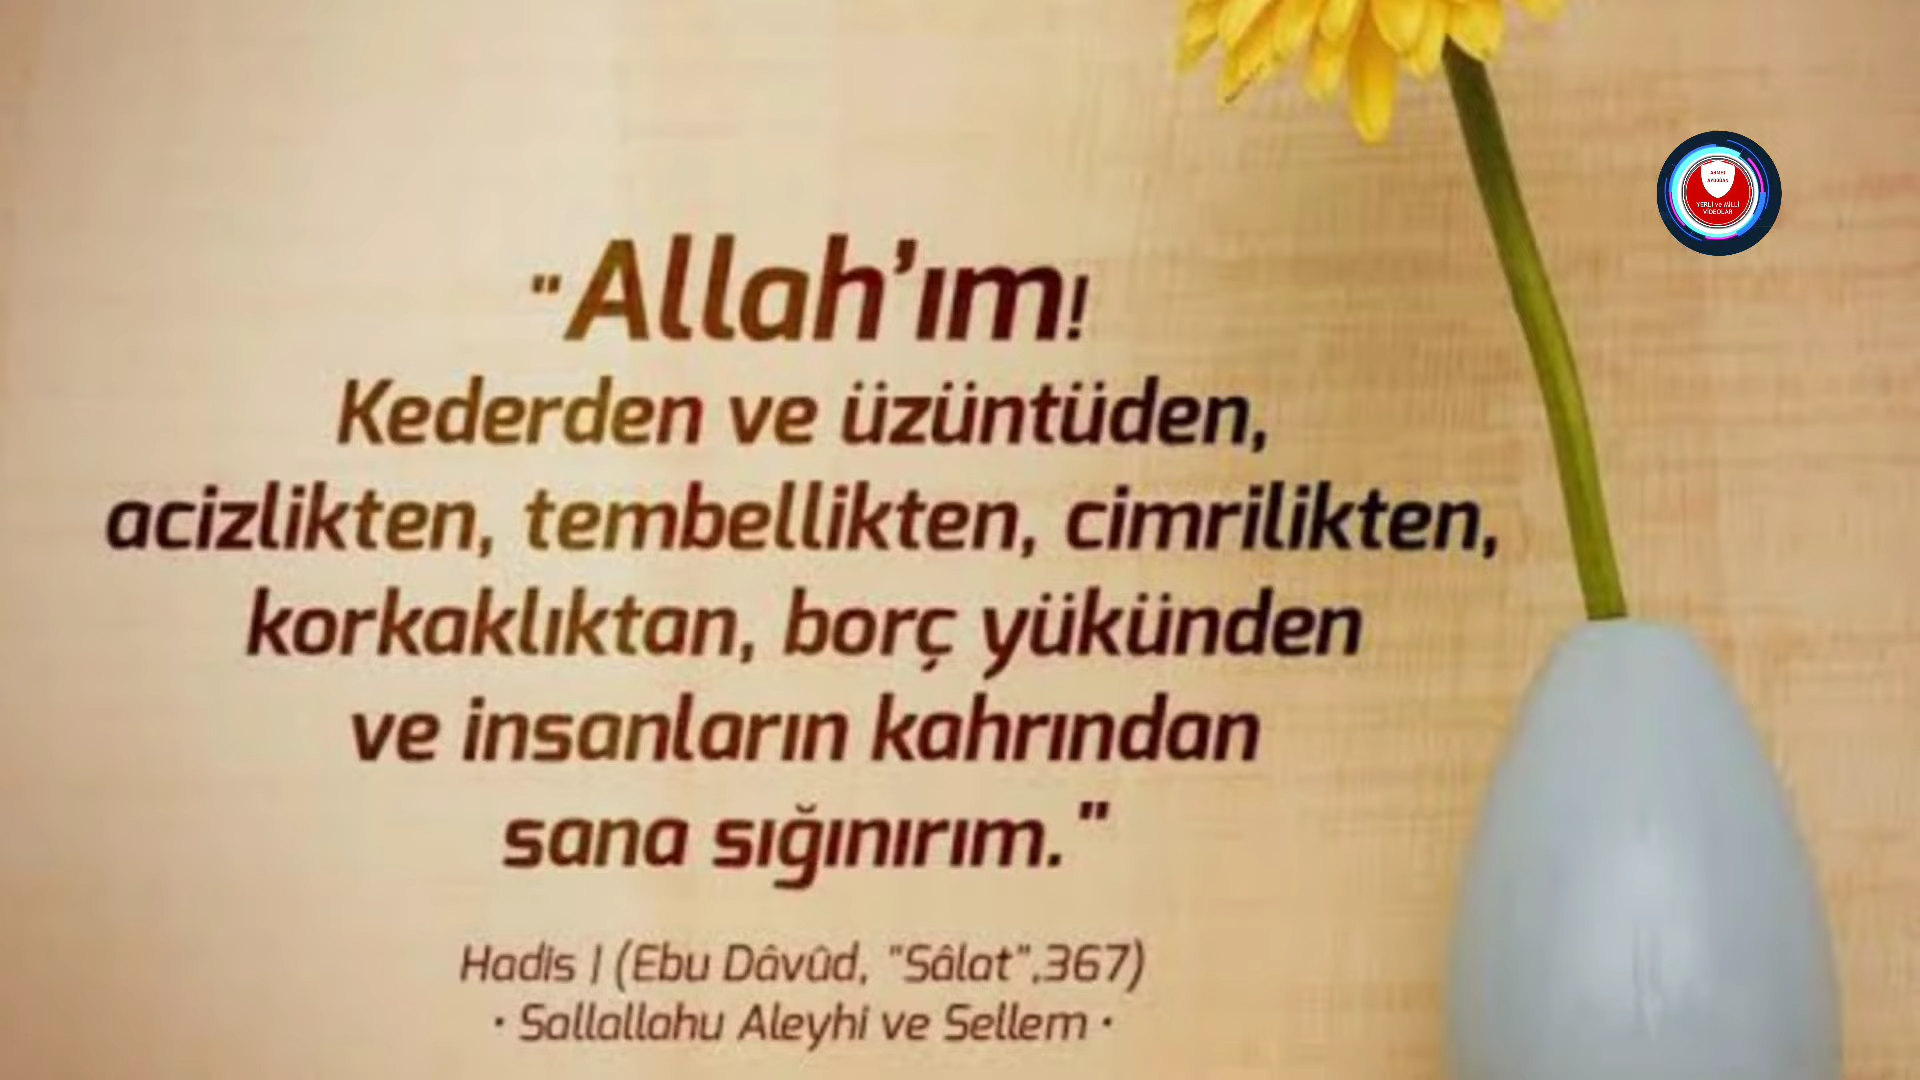 "Allah'ım!
Kederden ve üzüntüden,
acizlikten, tembellikten, cimrilikten,
korkaklıktan, borç yükünden
ve insanların kahrından
sana sığınırım."
Hadis | (Ebu Dâvûd, "Sâlat",367)
• Sallallahu Aleyhi ve Sellem •
YERLİ ve MİLLİ
VİDEOLAR